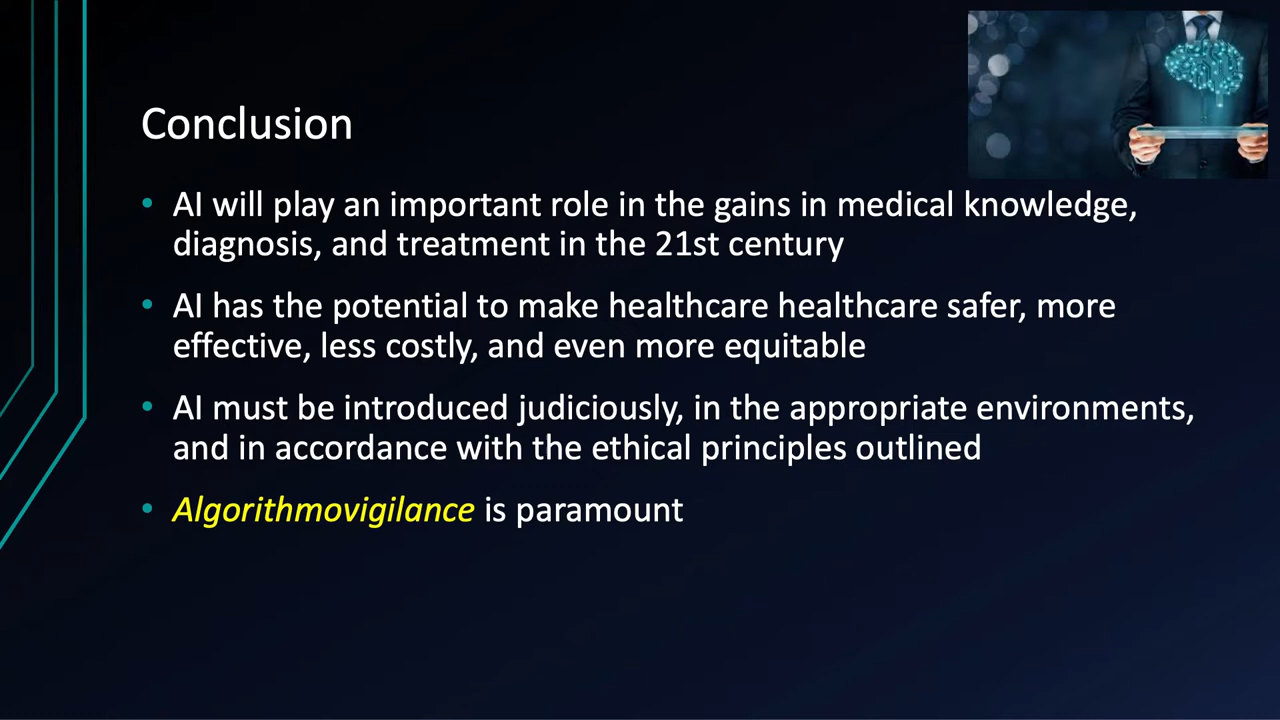 Conclusion
• AI will play an important role in the gains in medical knowledge,
diagnosis, and treatment in the 21st century
• AI has the potential to make healthcare healthcare safer, more
effective, less costly, and even more equitable
• AI must be introduced judiciously, in the appropriate environments,
and in accordance with the ethical principles outlined
• Algorithmovigilance is paramount